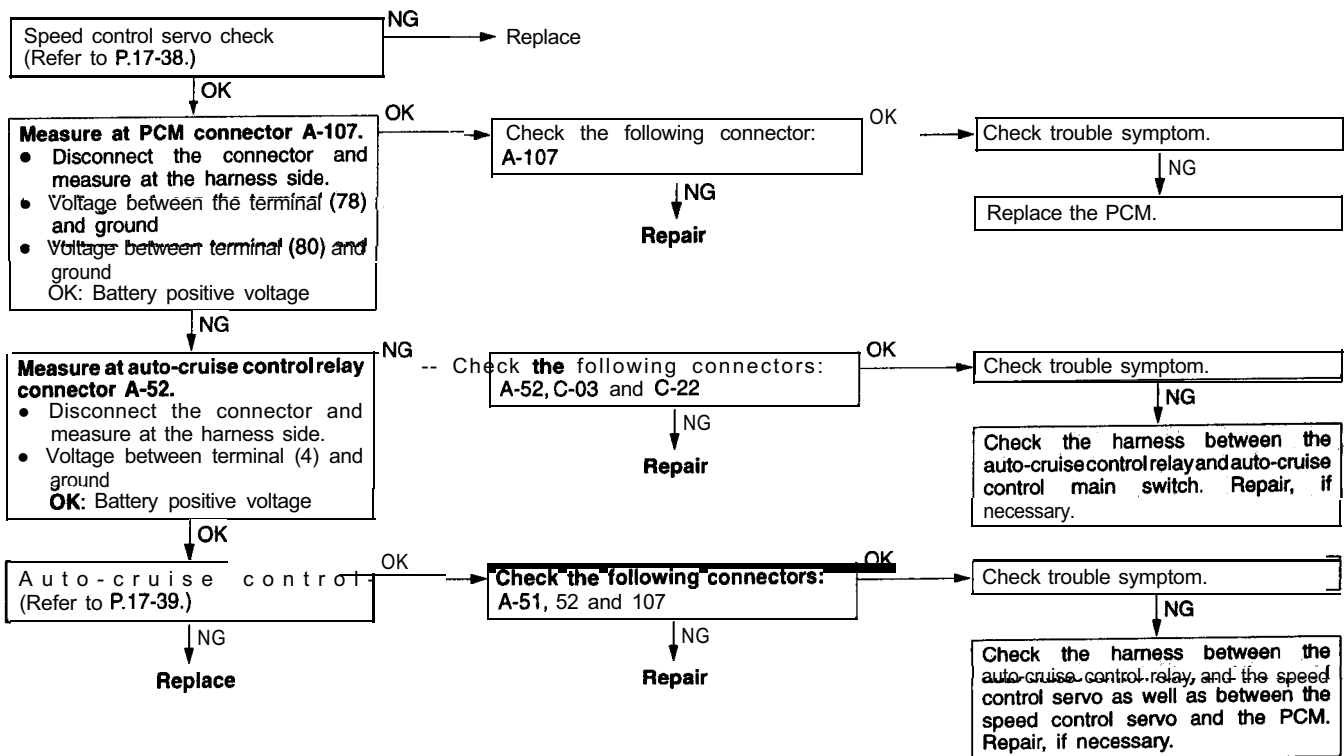 Speed control servo check
(Refer to P.17-38.)
NG
Replace
OK
Measure at PCM connector A-107.
● Disconnect the connector and
measure at the harness side.
● Voltage between the terminal (78)
and ground
● Voltage between terminal (80) and
ground
OK: Battery positive voltage
OK
Check the following connector:
A-107
OK
Check trouble symptom.
NG
Replace the PCM.
NG
Repair
NG
Measure at auto-cruise control relay
connector A-52.
● Disconnect the connector and
measure at the harness side.
● Voltage between terminal (4) and
ground
OK: Battery positive voltage
NG
-- Check the following connectors:
A-52, C-03 and C-22
OK
Check trouble symptom.
NG
Check the harness between the
auto-cruise control relay and auto-cruise
control main switch. Repair, if
necessary.
NG
Repair
OK
Auto-cruise control-
(Refer to P.17-39.)
OK
Check the following connectors:
A-51, 52 and 107
OK
Check trouble symptom.
NG
Check the harness between the
auto-cruise control relay, and the speed
control servo as well as between the
speed control servo and the PCM.
Repair, if necessary.
NG
Repair
NG
Replace